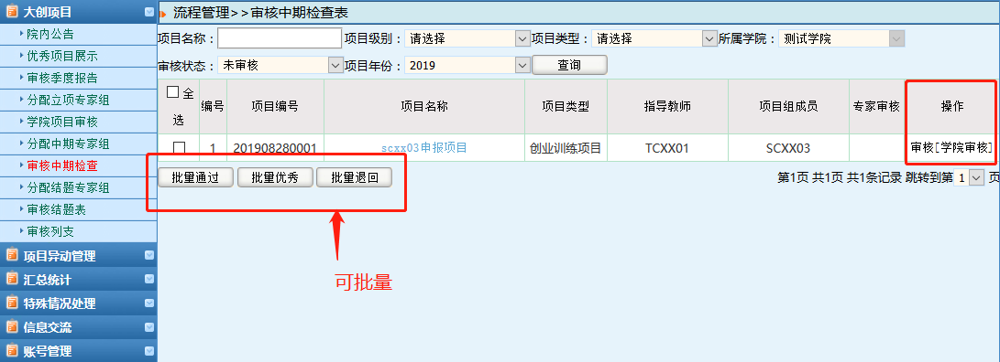 大创项目
院内公告
优秀项目展示
审核季度报告
分配立项专家组
学院项目审核
分配中期专家组
审核中期检查
分配结题专家组
审核结题表
审核列支
项目异动管理
汇总统计
特殊情况处理
信息交流
账号管理
流程管理>>审核中期检查表
项目名称： 项目级别： 请选择 项目类型： 请选择 所属学院： 测试学院
审核状态： 未审核 项目年份： 2019 查询
全选 编号 项目编号 项目名称 项目类型 指导教师 项目组成员 专家审核 操作
1 201908280001 scxx03申报项目 创业训练项目 TCXX01 SCXX03 审核[学院审核]
批量通过 批量优秀 批量退回 第1页 共1页 共1条记录 跳转到第 1 页
可批量